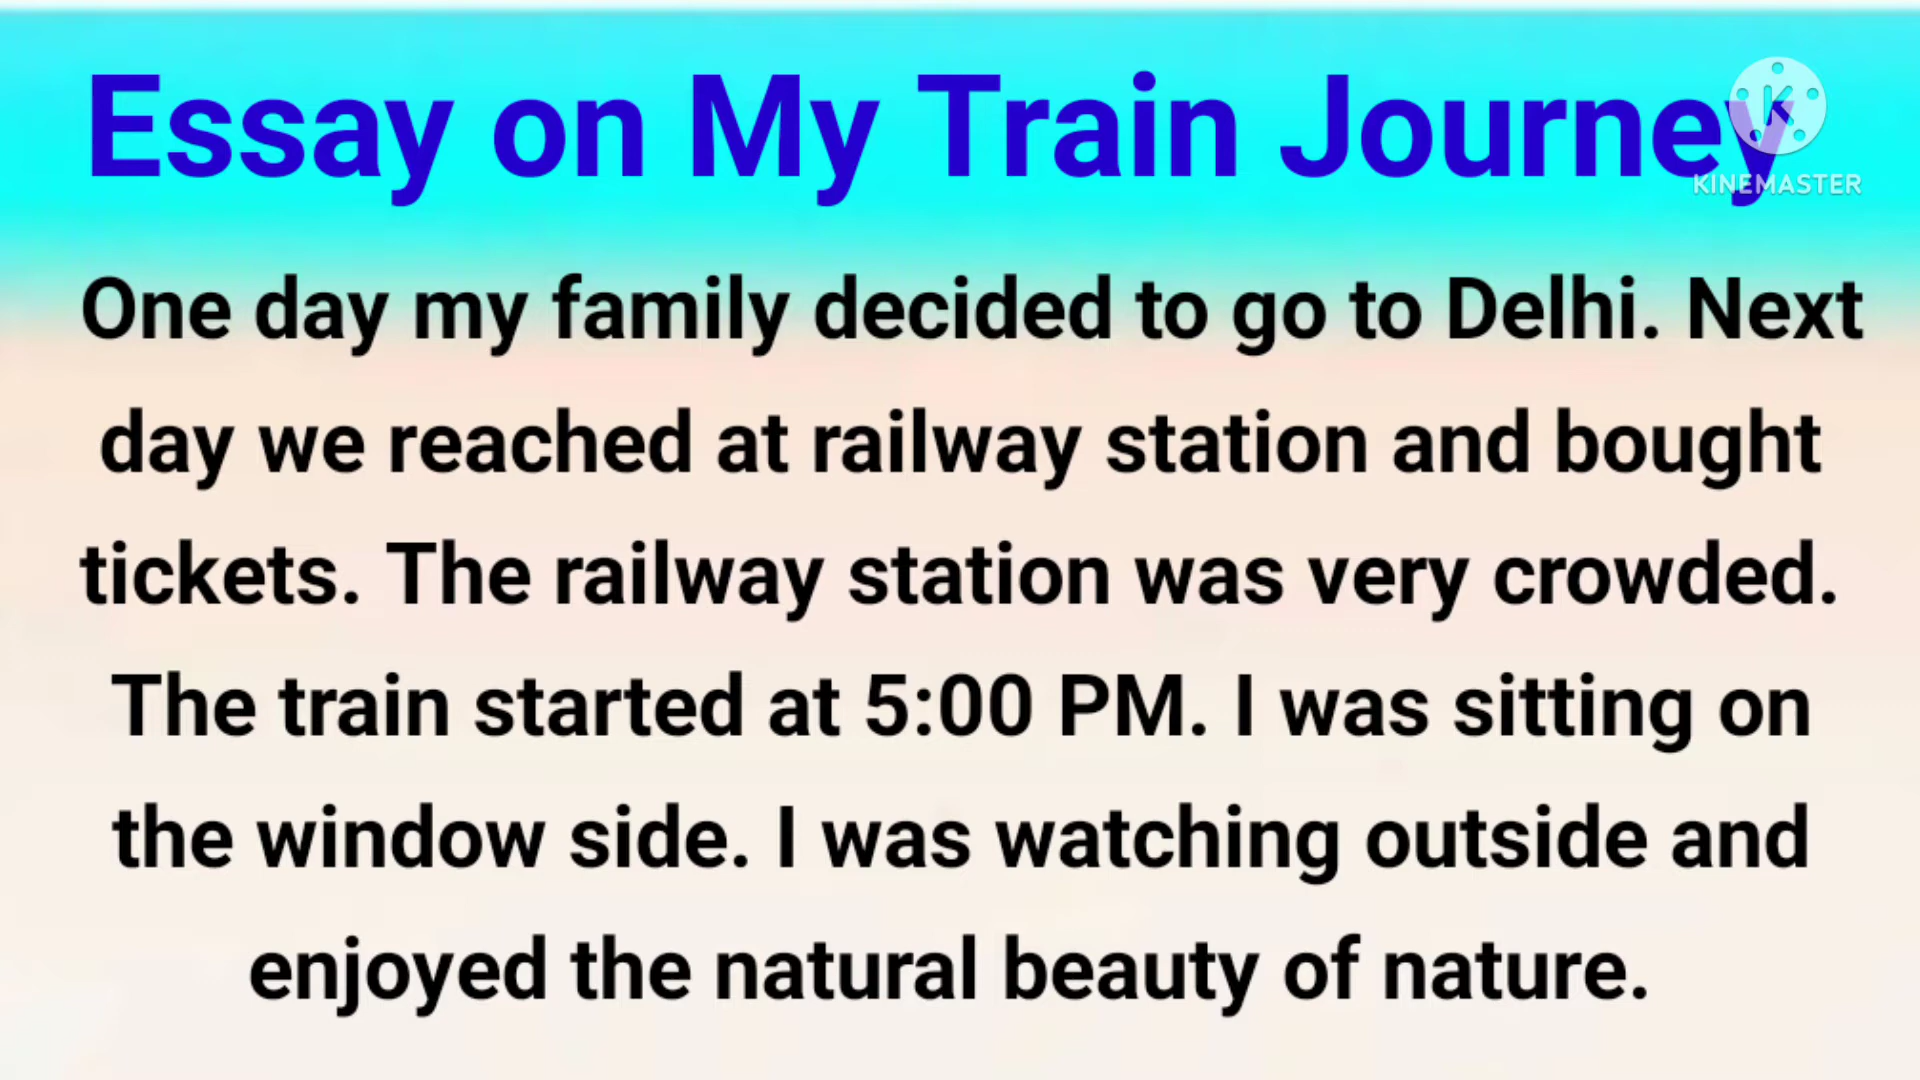 Essay on My Train Journey
KINEMASTER
One day my family decided to go to Delhi. Next
day we reached at railway station and bought
tickets. The railway station was very crowded.
The train started at 5:00 PM. I was sitting on
the window side. I was watching outside and
enjoyed the natural beauty of nature.